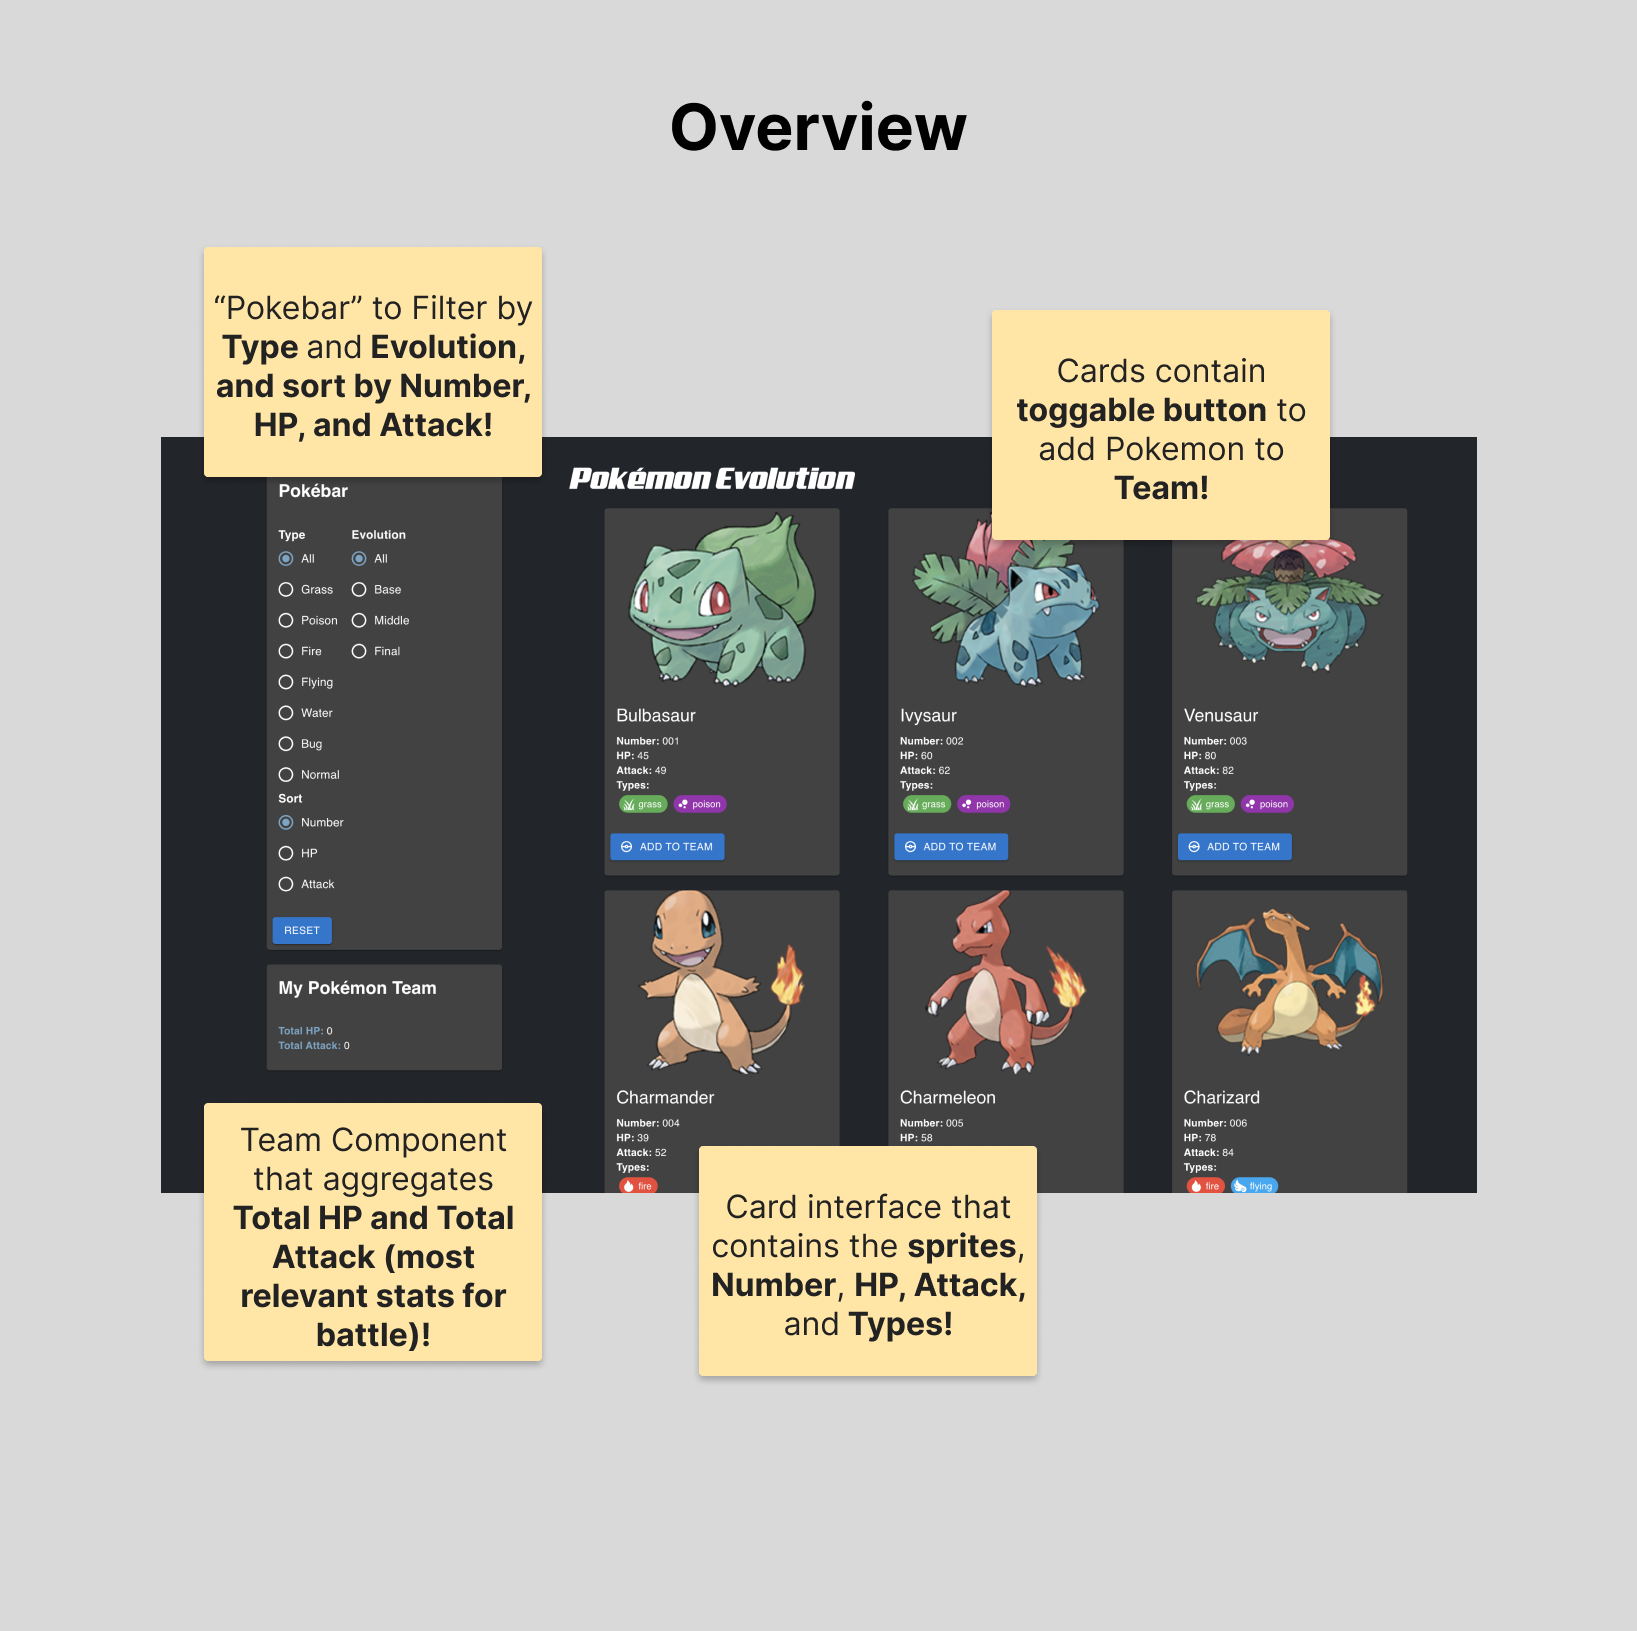 Overview
“Pokebar” to Filter by
Type and Evolution,
and sort by Number,
HP, and Attack!
Cards contain
toggable button to
add Pokemon to
Team!
Pokémon Evolution
Pokébar
Type
Evolution
All
All
Grass
Base
Poison
Middle
Fire
Final
Flying
Water
Bug
Normal
Sort
Number
HP
Attack
RESET
My Pokémon Team
Total HP: 0
Total Attack: 0
Bulbasaur
Number: 001
HP: 45
Attack: 49
Types:
grass
poison
ADD TO TEAM
Ivysaur
Number: 002
HP: 60
Attack: 62
Types:
grass
poison
ADD TO TEAM
Venusaur
Number: 003
HP: 80
Attack: 82
Types:
grass
poison
ADD TO TEAM
Charmander
Number: 004
HP: 39
Attack: 52
Types:
fire
Charmeleon
Number: 005
HP: 58
Charizard
Number: 006
HP: 78
Attack: 84
Types:
fire
flying
Team Component
that aggregates
Total HP and Total
Attack (most
relevant stats for
battle)!
Card interface that
contains the sprites,
Number, HP, Attack,
and Types!